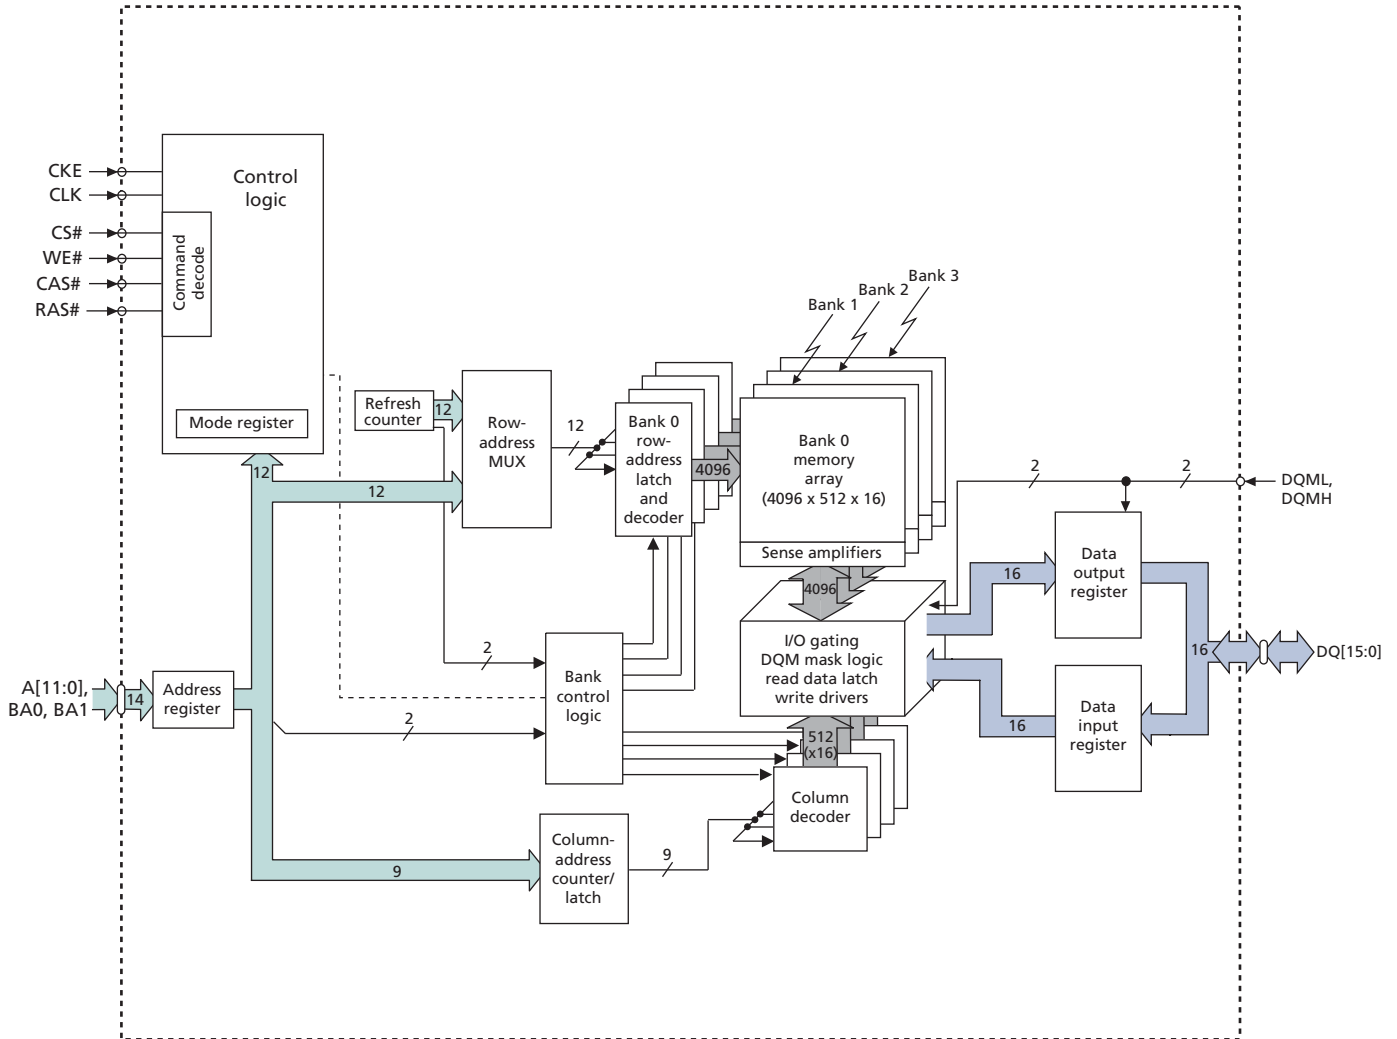 CKE
CLK
CS#
WE#
CAS#
RAS#
Control
logic
Command
decode
Mode register
Refresh
counter
12
Row-
address
MUX
12
12
12
Bank 0
row-
address
latch
and
decoder
4096
Bank 1
Bank 2
Bank 3
Bank 0
memory
array
(4096 x 512 x 16)
Sense amplifiers
4096
I/O gating
DQM mask logic
read data latch
write drivers
2
2
DQML,
DQMH
16
Data
output
register
16
DQ[15:0]
16
Data
input
register
A[11:0],
BA0, BA1
14
Address
register
2
2
Bank
control
logic
512
(x16)
Column
decoder
9
Column-
address
counter/
latch
9